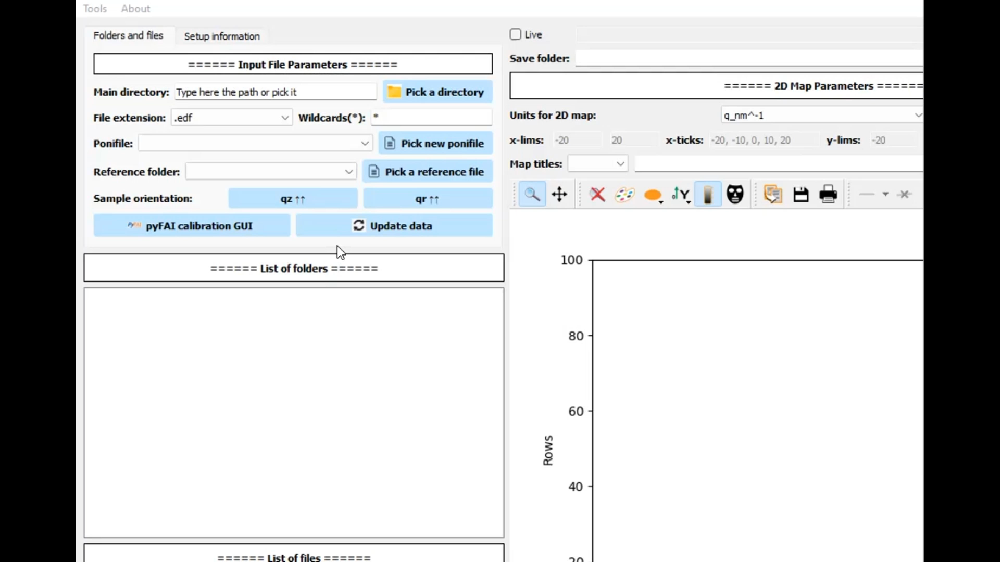 Tools About
Folders and files Setup information
====== Input File Parameters ======
Main directory: Type here the path or pick it Pick a directory
File extension: .edf Wildcards(*): *
Ponifile: Pick new ponifile
Reference folder: Pick a reference file
Sample orientation: qz ↑↑ qr ↑↑
pyFAI pyFAI calibration GUI Update data
====== List of folders ======
====== List of files ======
Live
Save folder:
====== 2D Map Parameters ======
Units for 2D map: q_nm^-1
x-lims: -20 20 x-ticks: -20, -10, 0, 10, 20 y-lims: -20
Map titles:
Y
100
80
60
40
20
Rows